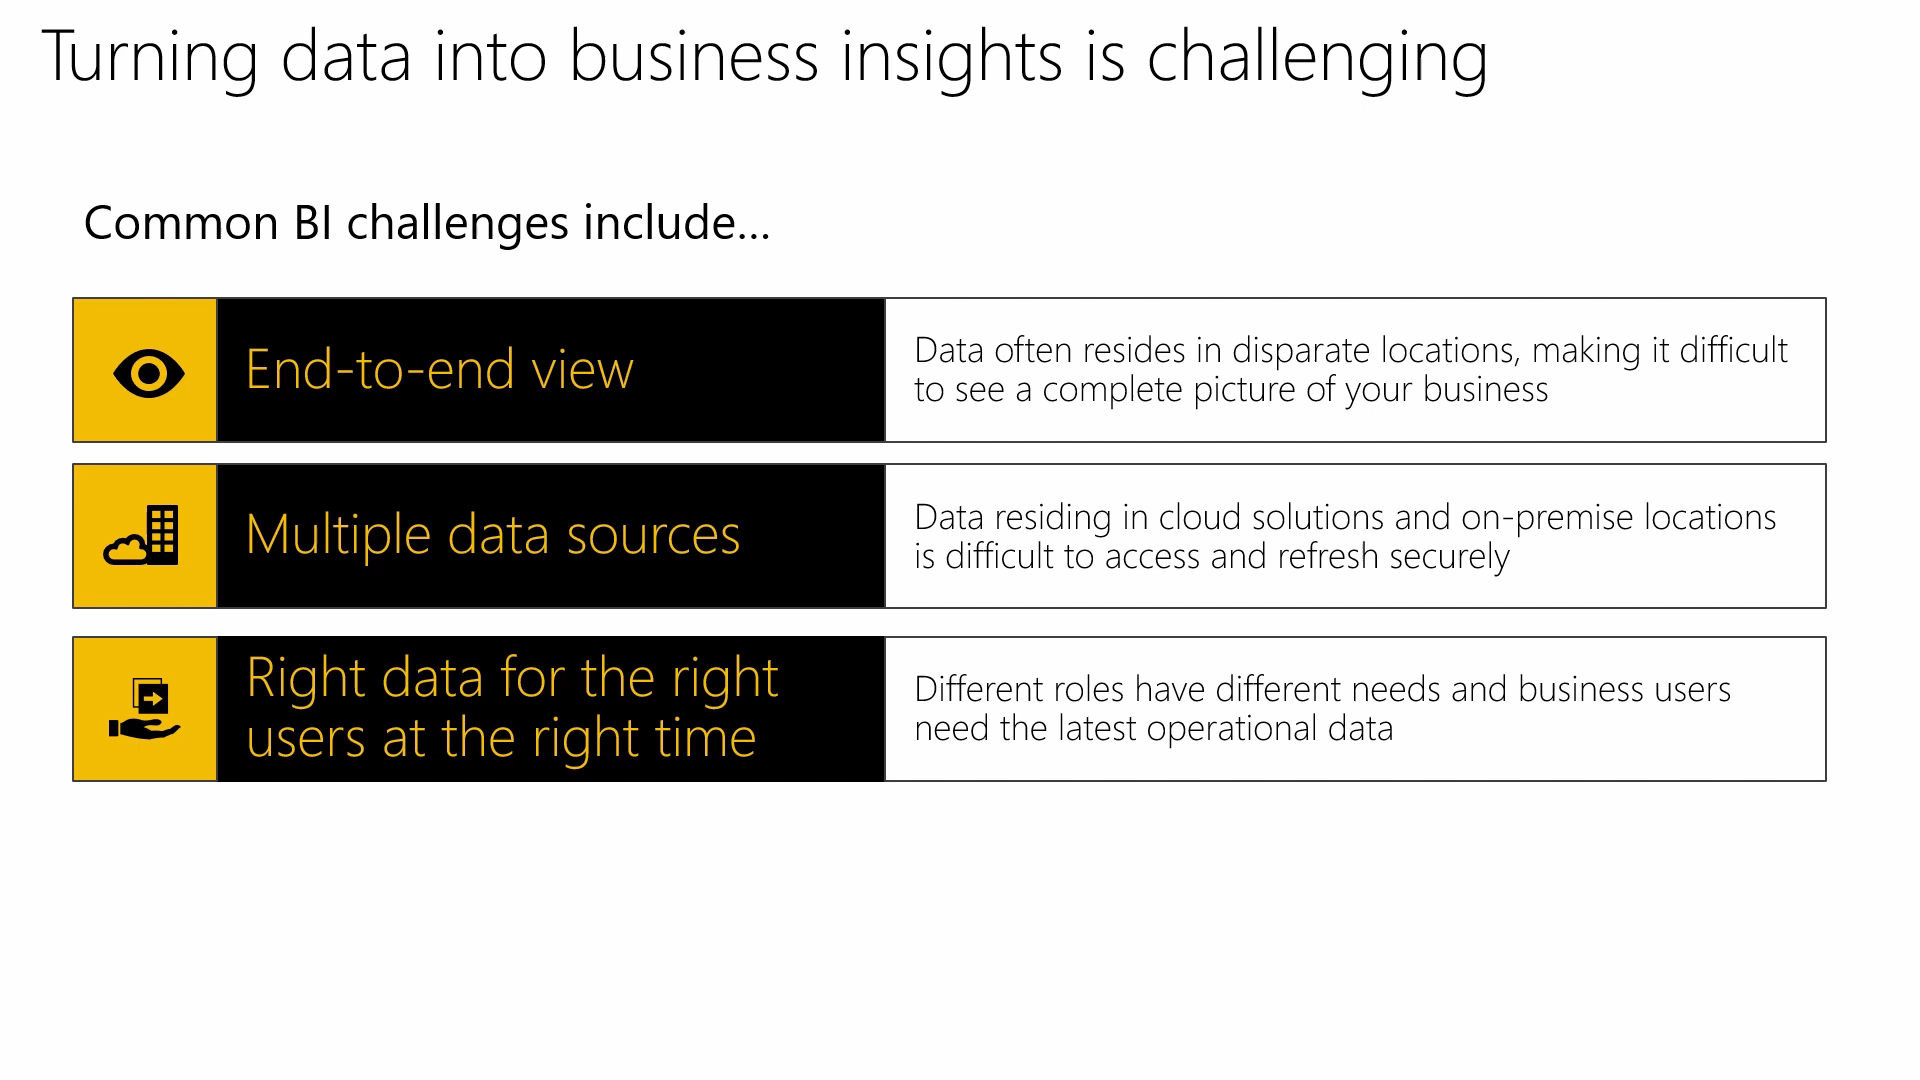 Turning data into business insights is challenging
Common BI challenges include...
End-to-end view
Data often resides in disparate locations, making it difficult
to see a complete picture of your business
Multiple data sources
Data residing in cloud solutions and on-premise locations
is difficult to access and refresh securely
Right data for the right
users at the right time
Different roles have different needs and business users
need the latest operational data